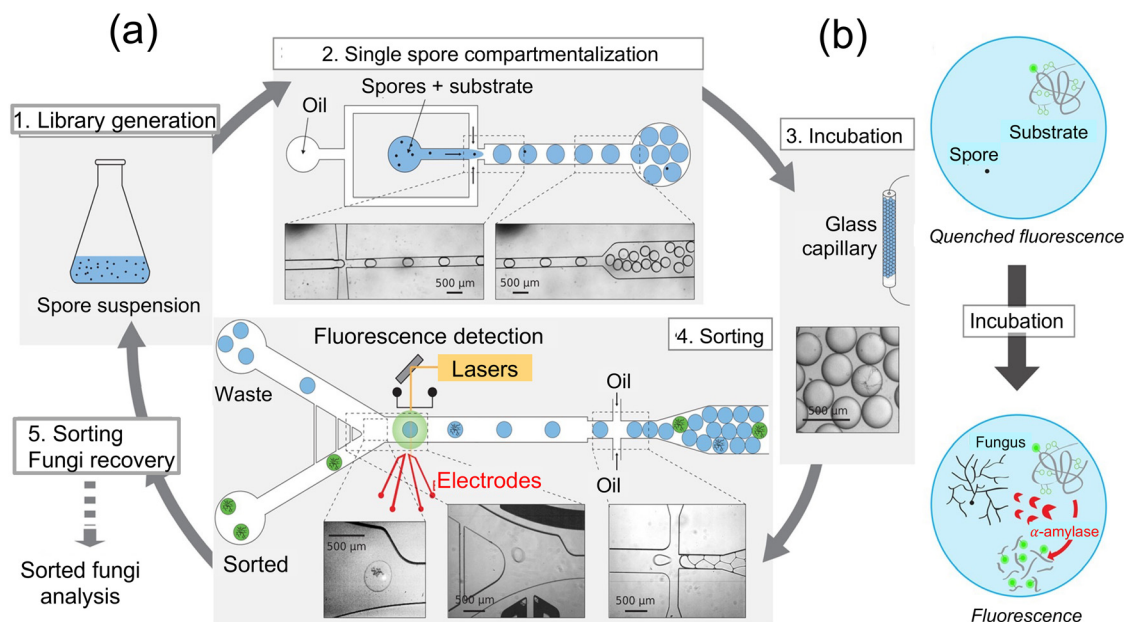 (a)
(b)
1. Library generation
Spore suspension
2. Single spore compartmentalization
Spores + substrate
Oil
500 µm
500 µm
3. Incubation
Glass
capillary
500 µm
4. Sorting
Fluorescence detection
Lasers
Waste
Oil
Oil
Electrodes
Sorted
500 µm
500 µm
500 µm
5. Sorting
Fungi recovery
Sorted fungi
analysis
Substrate
Spore
Quenched fluorescence
Incubation
Fungus
α-amylase
Fluorescence